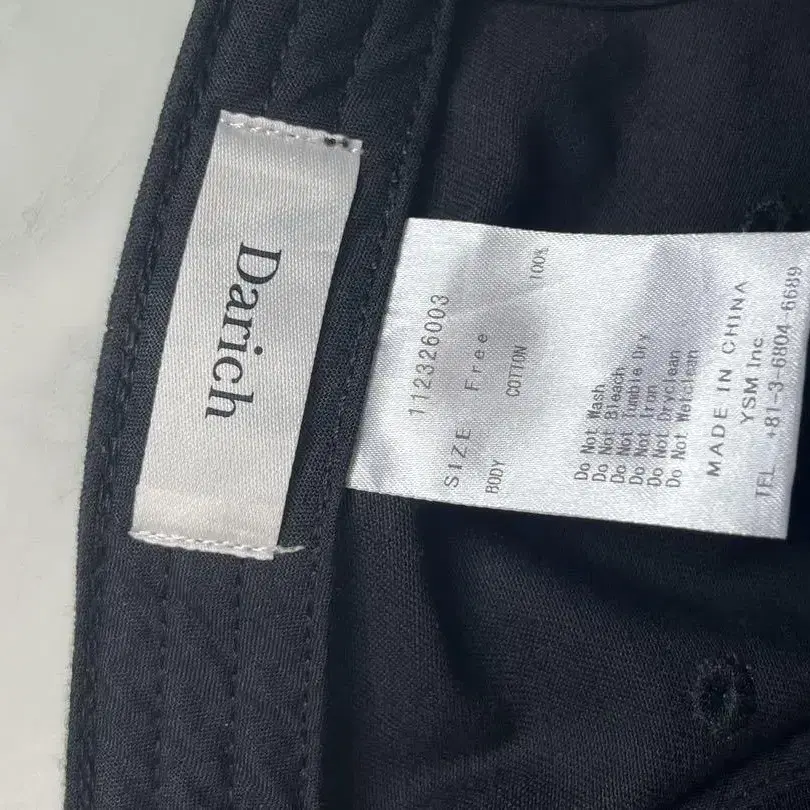 Darich
112326003
SIZE Free
BODY COTTON 100%
Do Not Wash
Do Not Bleach
Do Not Tumble Dry
Do Not Iron
Do Not Dryclean
Do Not Wetclean
MADE IN CHINA
YSM Inc
TEL +81-3-6804-6689